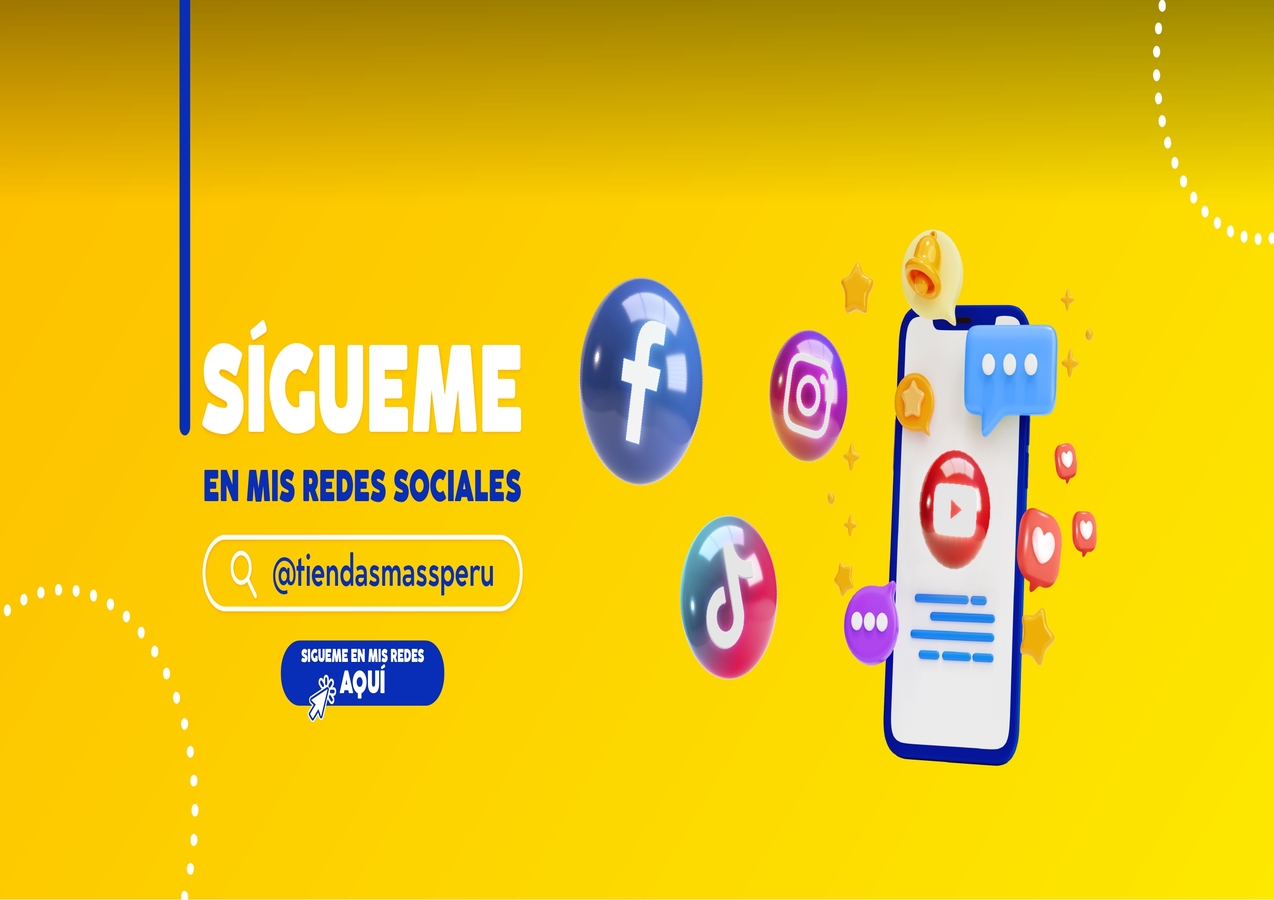 SÍGUEME
EN MIS REDES SOCIALES
@tiendasmassperu
SIGUEME EN MIS REDES
AQUÍ